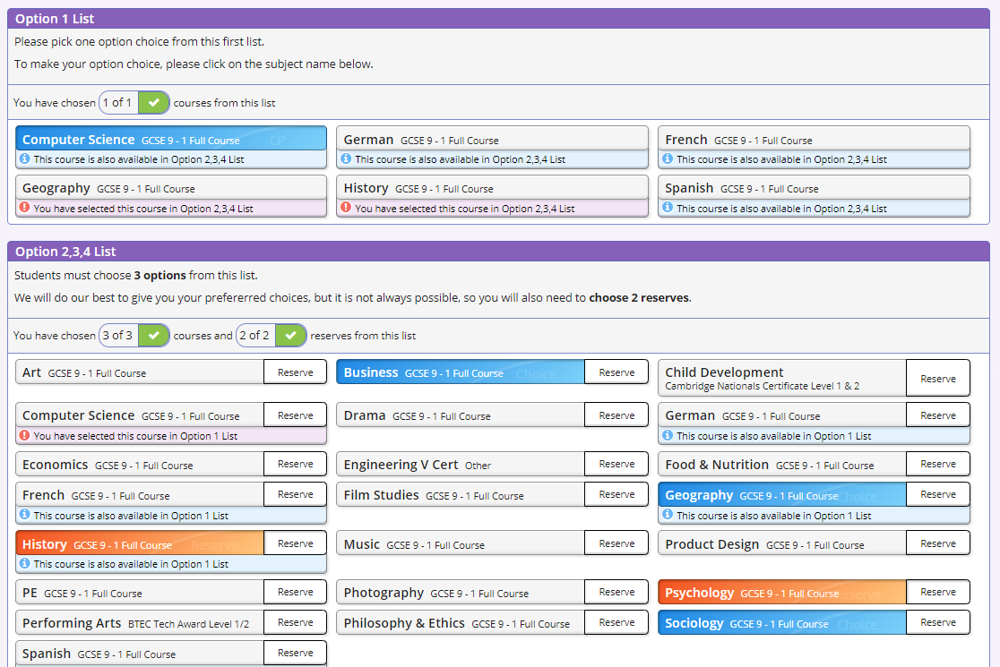 Option 1 List
Please pick one option choice from this first list.
To make your option choice, please click on the subject name below.
You have chosen 1 of 1 courses from this list
Computer Science GCSE 9 - 1 Full Course
German GCSE 9 - 1 Full Course
French GCSE 9 - 1 Full Course
This course is also available in Option 2,3,4 List
This course is also available in Option 2,3,4 List
This course is also available in Option 2,3,4 List
Geography GCSE 9 - 1 Full Course
History GCSE 9 - 1 Full Course
Spanish GCSE 9 - 1 Full Course
You have selected this course in Option 2,3,4 List
You have selected this course in Option 2,3,4 List
This course is also available in Option 2,3,4 List
Option 2,3,4 List
Students must choose 3 options from this list.
We will do our best to give you your prefererred choices, but it is not always possible, so you will also need to choose 2 reserves.
You have chosen 3 of 3 courses and 2 of 2 reserves from this list
Art GCSE 9 - 1 Full Course Reserve
Business GCSE 9 - 1 Full Course Choice Reserve
Child Development
Cambridge Nationals Certificate Level 1 & 2 Reserve
Computer Science GCSE 9 - 1 Full Course Reserve
You have selected this course in Option 1 List
Drama GCSE 9 - 1 Full Course Reserve
German GCSE 9 - 1 Full Course Reserve
This course is also available in Option 1 List
Economics GCSE 9 - 1 Full Course Reserve
Engineering V Cert Other Reserve
Food & Nutrition GCSE 9 - 1 Full Course Reserve
French GCSE 9 - 1 Full Course Reserve
This course is also available in Option 1 List
Film Studies GCSE 9 - 1 Full Course Reserve
Geography GCSE 9 - 1 Full Course Choice Reserve
This course is also available in Option 1 List
History GCSE 9 - 1 Full Course Reserve Reserve
This course is also available in Option 1 List
Music GCSE 9 - 1 Full Course Reserve
Product Design GCSE 9 - 1 Full Course Reserve
PE GCSE 9 - 1 Full Course Reserve
Photography GCSE 9 - 1 Full Course Reserve
Psychology GCSE 9 - 1 Full Course Reserve
Performing Arts BTEC Tech Award Level 1/2 Reserve
Philosophy & Ethics GCSE 9 - 1 Full Course Reserve
Sociology GCSE 9 - 1 Full Course Choice Reserve
Spanish GCSE 9 - 1 Full Course Reserve